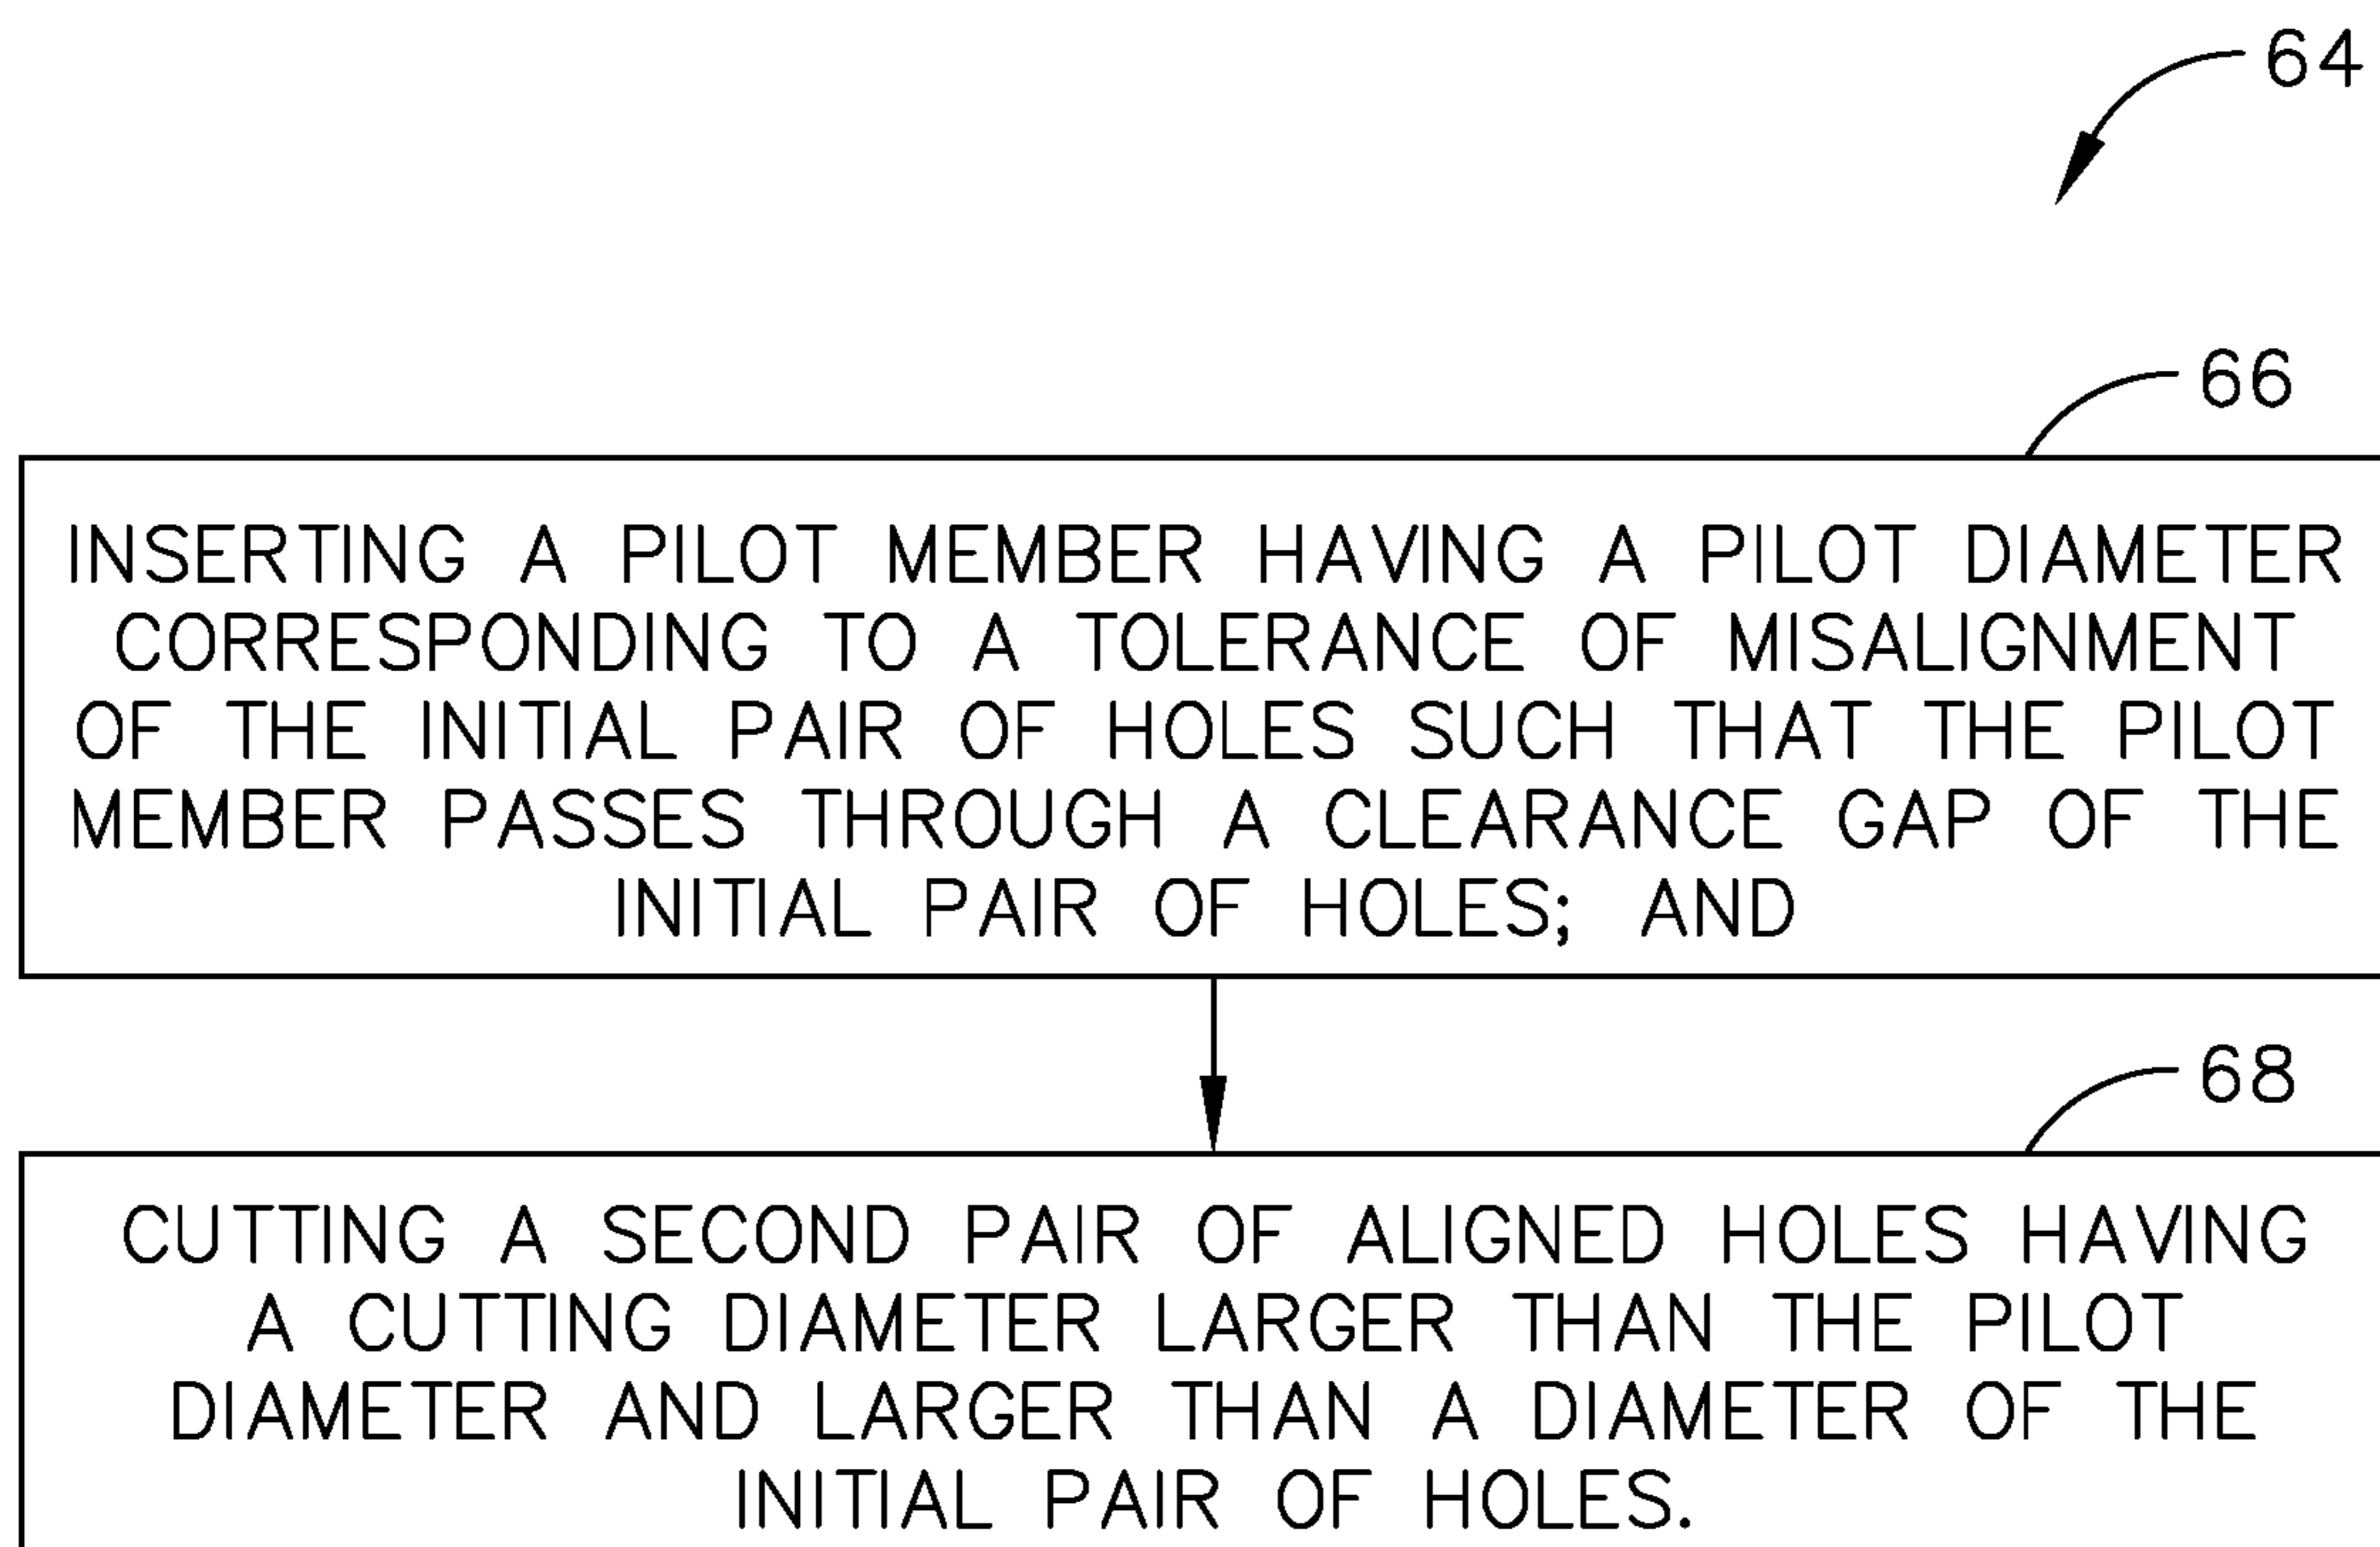 64
66
INSERTING A PILOT MEMBER HAVING A PILOT DIAMETER
CORRESPONDING TO A TOLERANCE OF MISALIGNMENT
OF THE INITIAL PAIR OF HOLES SUCH THAT THE PILOT
MEMBER PASSES THROUGH A CLEARANCE GAP OF THE
INITIAL PAIR OF HOLES; AND
68
CUTTING A SECOND PAIR OF ALIGNED HOLES HAVING
A CUTTING DIAMETER LARGER THAN THE PILOT
DIAMETER AND LARGER THAN A DIAMETER OF THE
INITIAL PAIR OF HOLES.